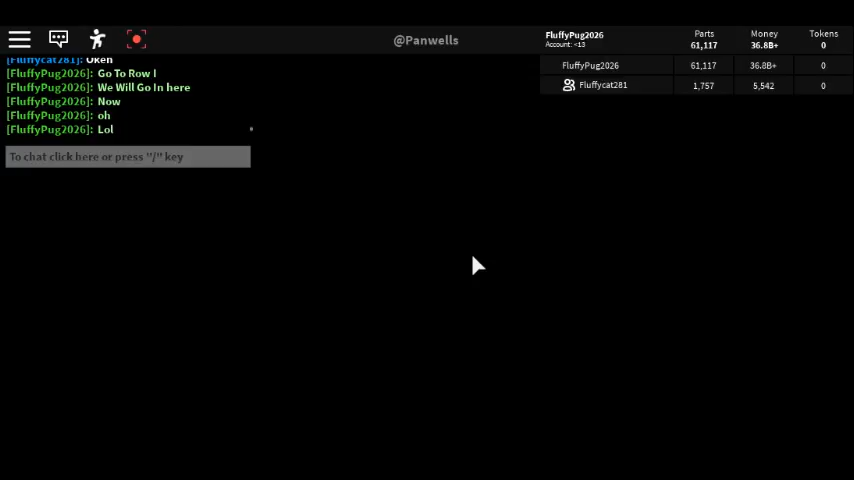 @Panwells
FluffyPug2026
Account: <13
Parts
61,117
Money
36.8B+
Tokens
0
FluffyPug2026 61,117 36.8B+ 0
Fluffycat281 1,757 5,542 0
[Fluffycat281]: Oken
[FluffyPug2026]: Go To Row I
[FluffyPug2026]: We Will Go In here
[FluffyPug2026]: Now
[FluffyPug2026]: oh
[FluffyPug2026]: Lol
To chat click here or press "/" key